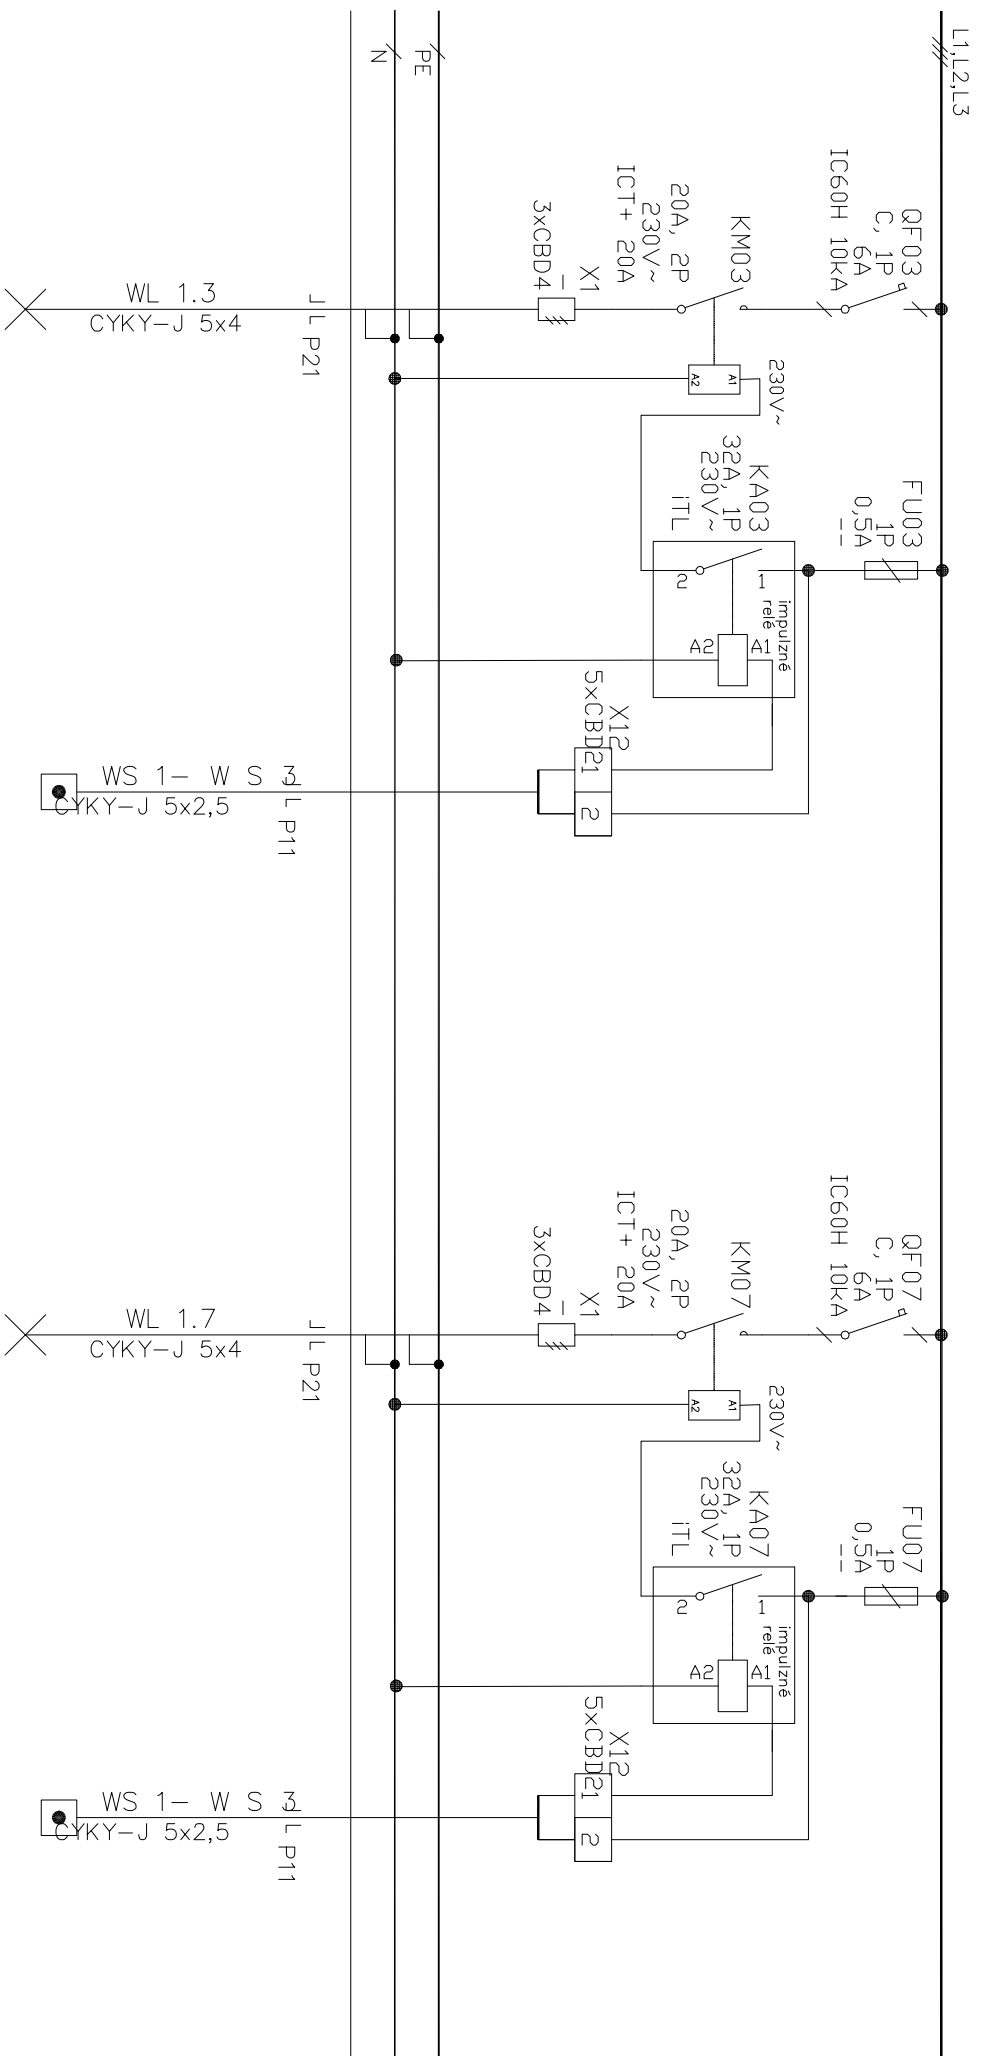 L1,L2,L3
PE
N
QF03
C, 1P
6A
IC60H 10kA
KM03
20A, 2P
230V~
ICT+ 20A
X1
–
3xCBD4
WL 1.3
CYKY-J 5x4
P21
230V~
A1
A2
FU03
1P
0,5A
--
KA03
32A, 1P
230V~
iTL
1
2
impulzné
relé
A1
A2
X12
5xCBD2
1
2
WS 1- W S 3
CYKY-J 5x2,5
P11
QF07
C, 1P
6A
IC60H 10kA
KM07
20A, 2P
230V~
ICT+ 20A
X1
–
3xCBD4
WL 1.7
CYKY-J 5x4
P21
230V~
A1
A2
FU07
1P
0,5A
--
KA07
32A, 1P
230V~
iTL
1
2
impulzné
relé
A1
A2
X12
5xCBD2
1
2
WS 1- W S 3
CYKY-J 5x2,5
P11